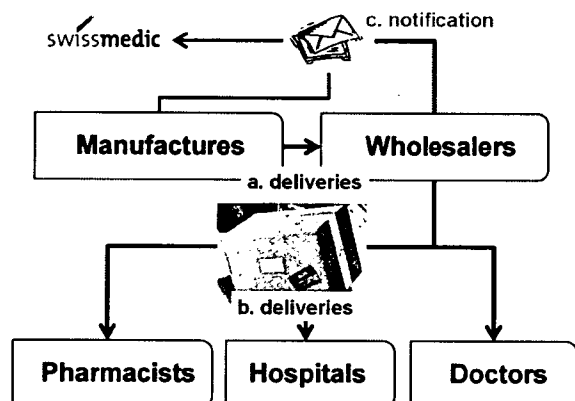 c. notification
swissmedic
Manufactures
Wholesalers
a. deliveries
b. deliveries
Pharmacists
Hospitals
Doctors